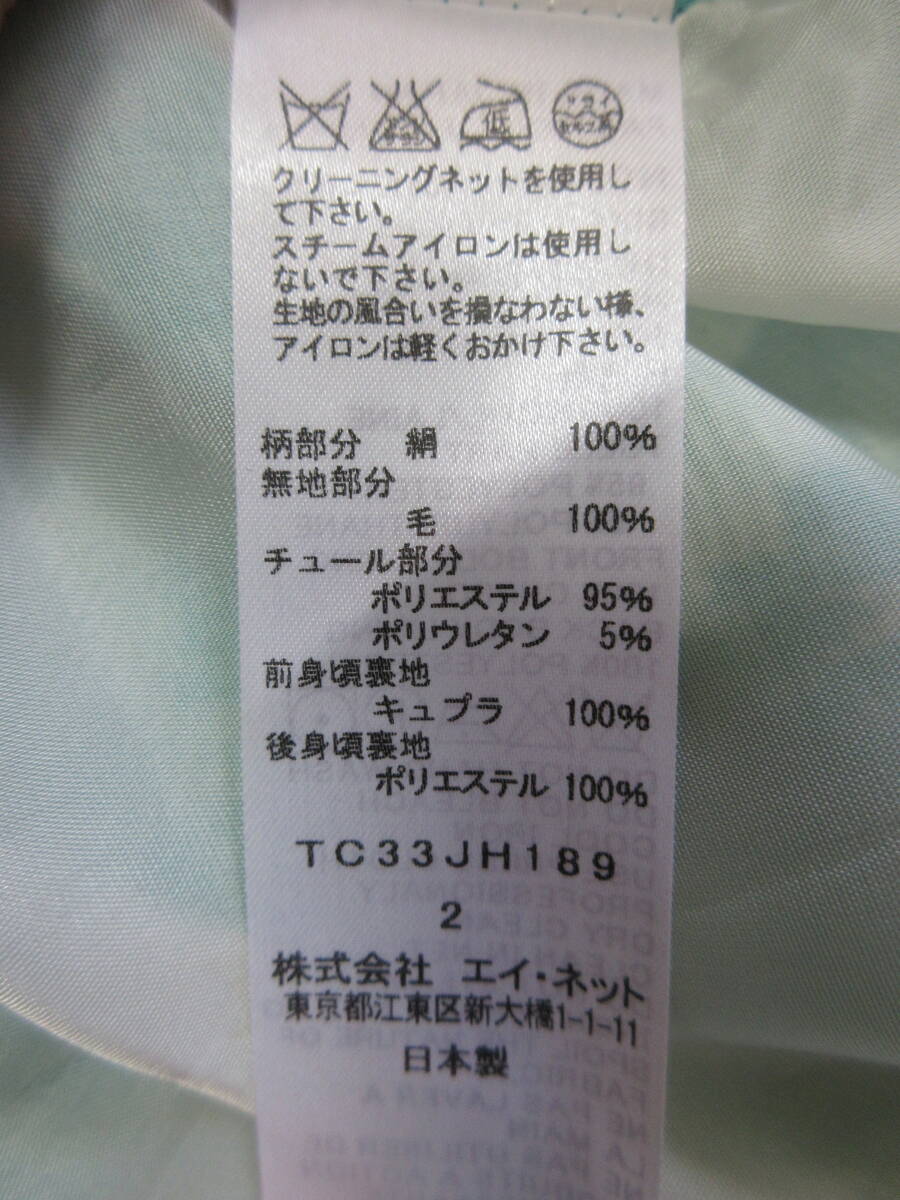 低
ドライ
クリーニングネットを使用し
て下さい。
スチームアイロンは使用し
ないで下さい。
生地の風合いを損なわない様、
アイロンは軽くおかけ下さい。
柄部分 絹 100%
無地部分
毛 100%
チュール部分
ポリエステル 95%
ポリウレタン 5%
前身頃裏地
キュプラ 100%
後身頃裏地
ポリエステル 100%
TC33JH189
2
株式会社 エイ・ネット
東京都江東区新大橋1-1-11
日本製